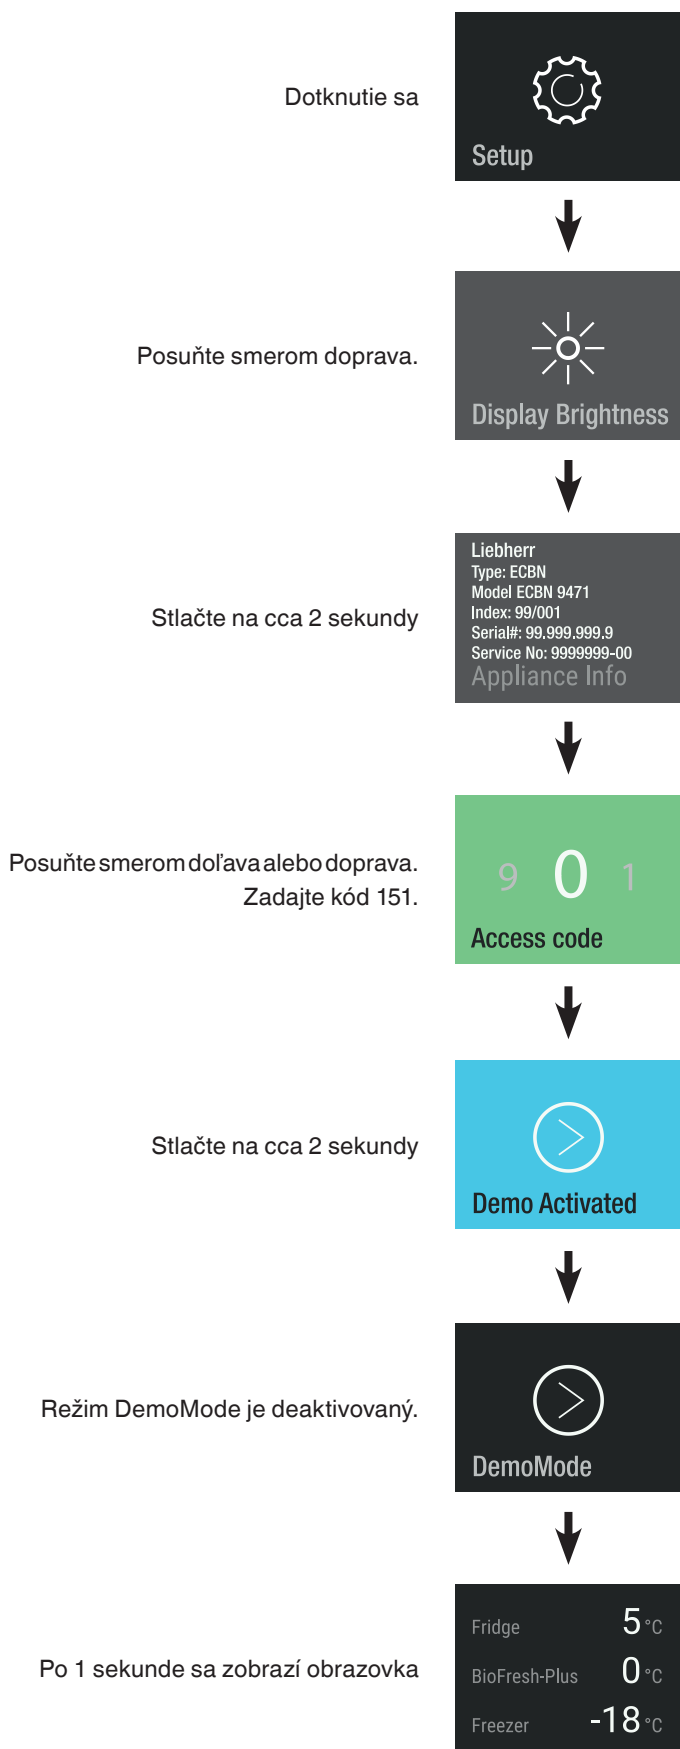 Dotknutie sa
Setup
Posuňte smerom doprava.
Display Brightness
Stlačte na cca 2 sekundy
Liebherr
Type: ECBN
Model ECBN 9471
Index: 99/001
Serial#: 99.999.999.9
Service No: 9999999-00
Appliance Info
Posuňte smerom doľava alebo doprava.
Zadajte kód 151.
9 0 1
Access code
Stlačte na cca 2 sekundy
Demo Activated
Režim DemoMode je deaktivovaný.
DemoMode
Po 1 sekunde sa zobrazí obrazovka
Fridge 5 °C
BioFresh-Plus 0 °C
Freezer -18 °C